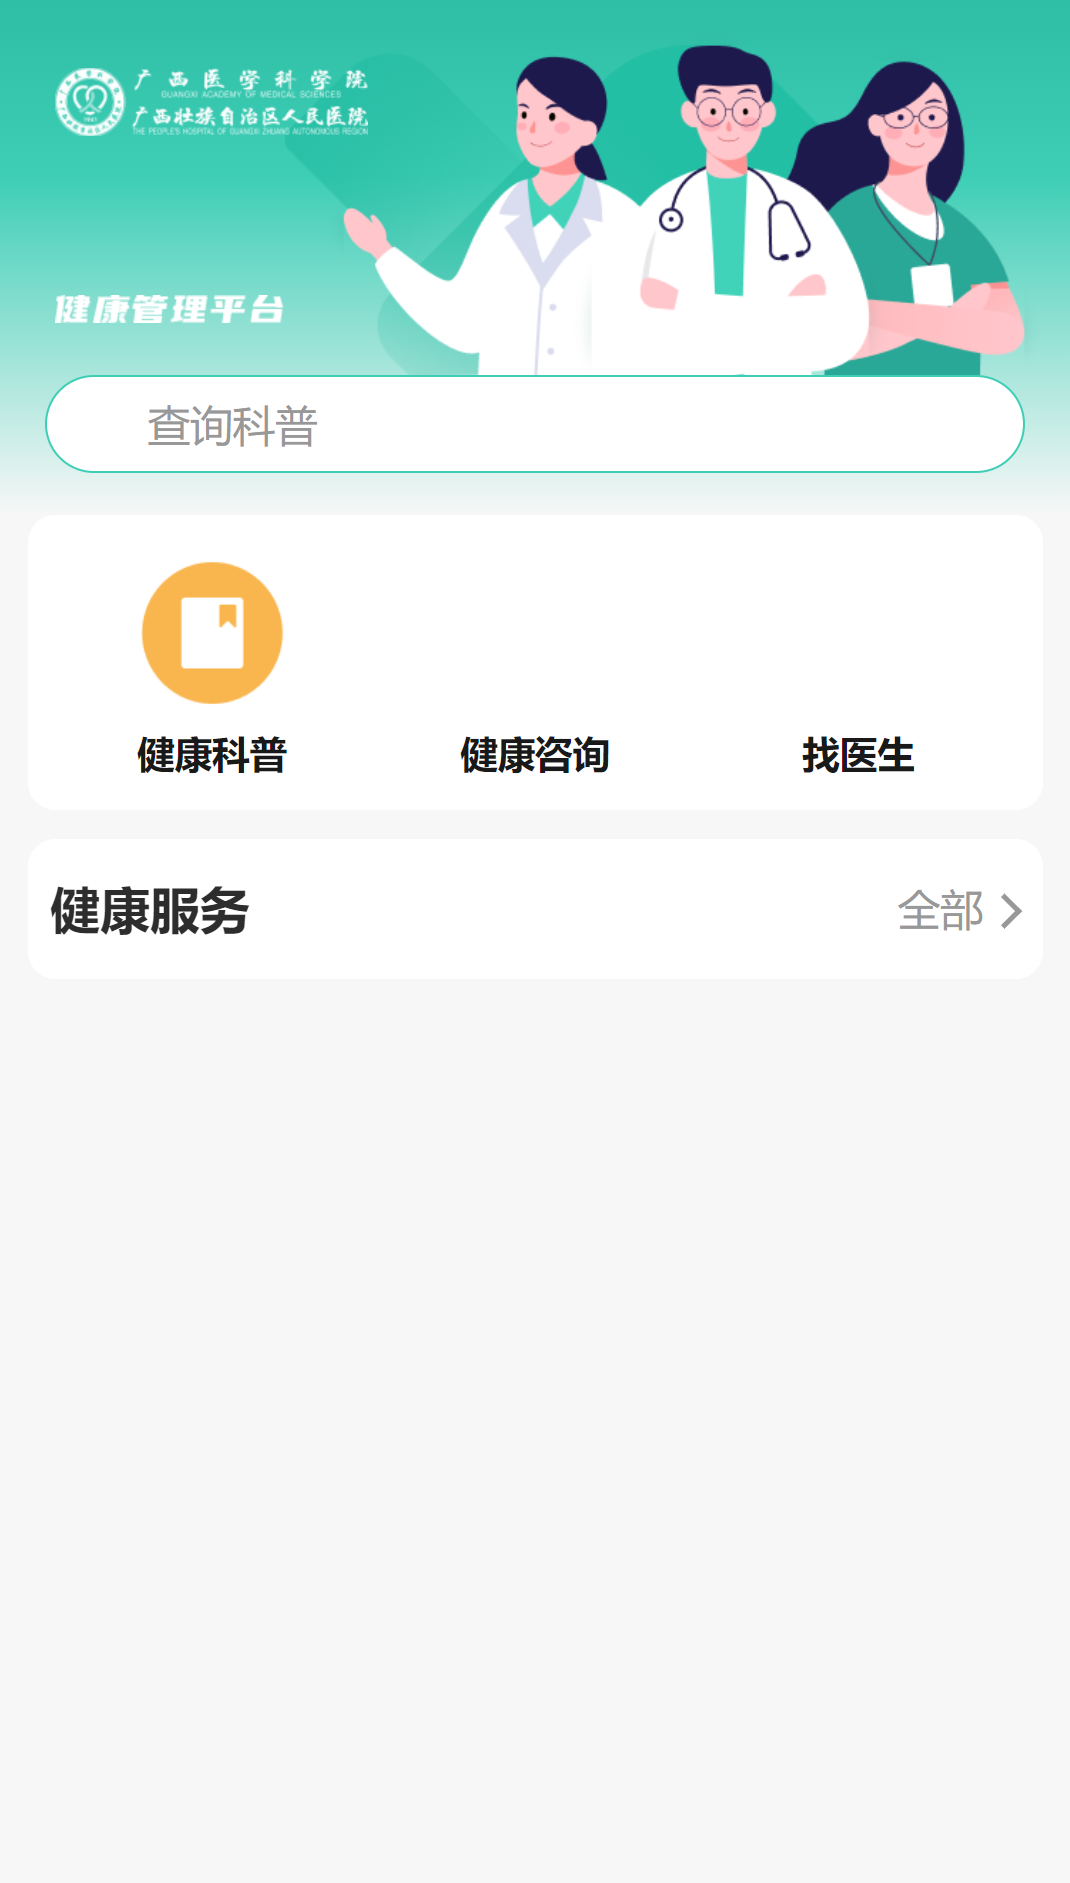 广西医学科学院
GUANGXI ACADEMY OF MEDICAL SCIENCES
广西壮族自治区人民医院
THE PEOPLE'S HOSPITAL OF GUANGXI ZHUANG AUTONOMOUS REGION
健康管理平台
查询科普
健康科普
健康咨询
找医生
健康服务
全部